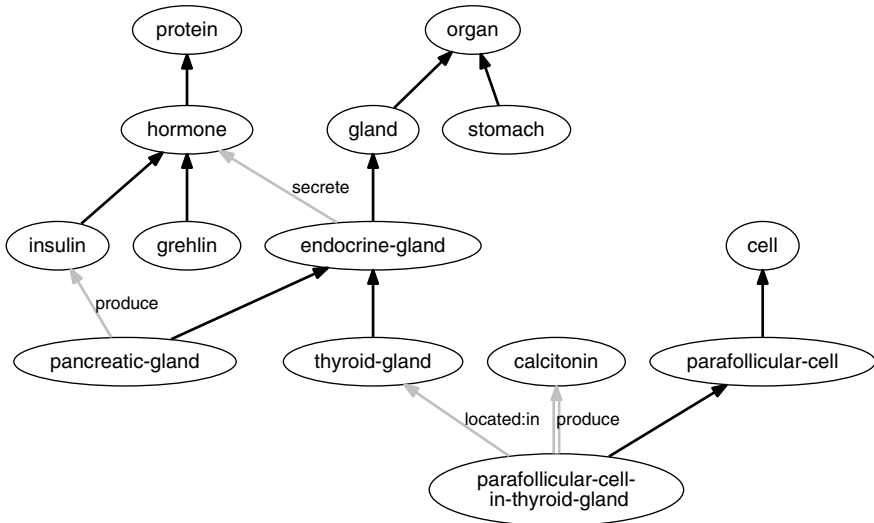 protein
organ
hormone
gland
stomach
secrete
insulin
grehlin
endocrine-gland
cell
produce
pancreatic-gland
thyroid-gland
calcitonin
parafollicular-cell
located:in
produce
parafollicular-cell-
in-thyroid-gland